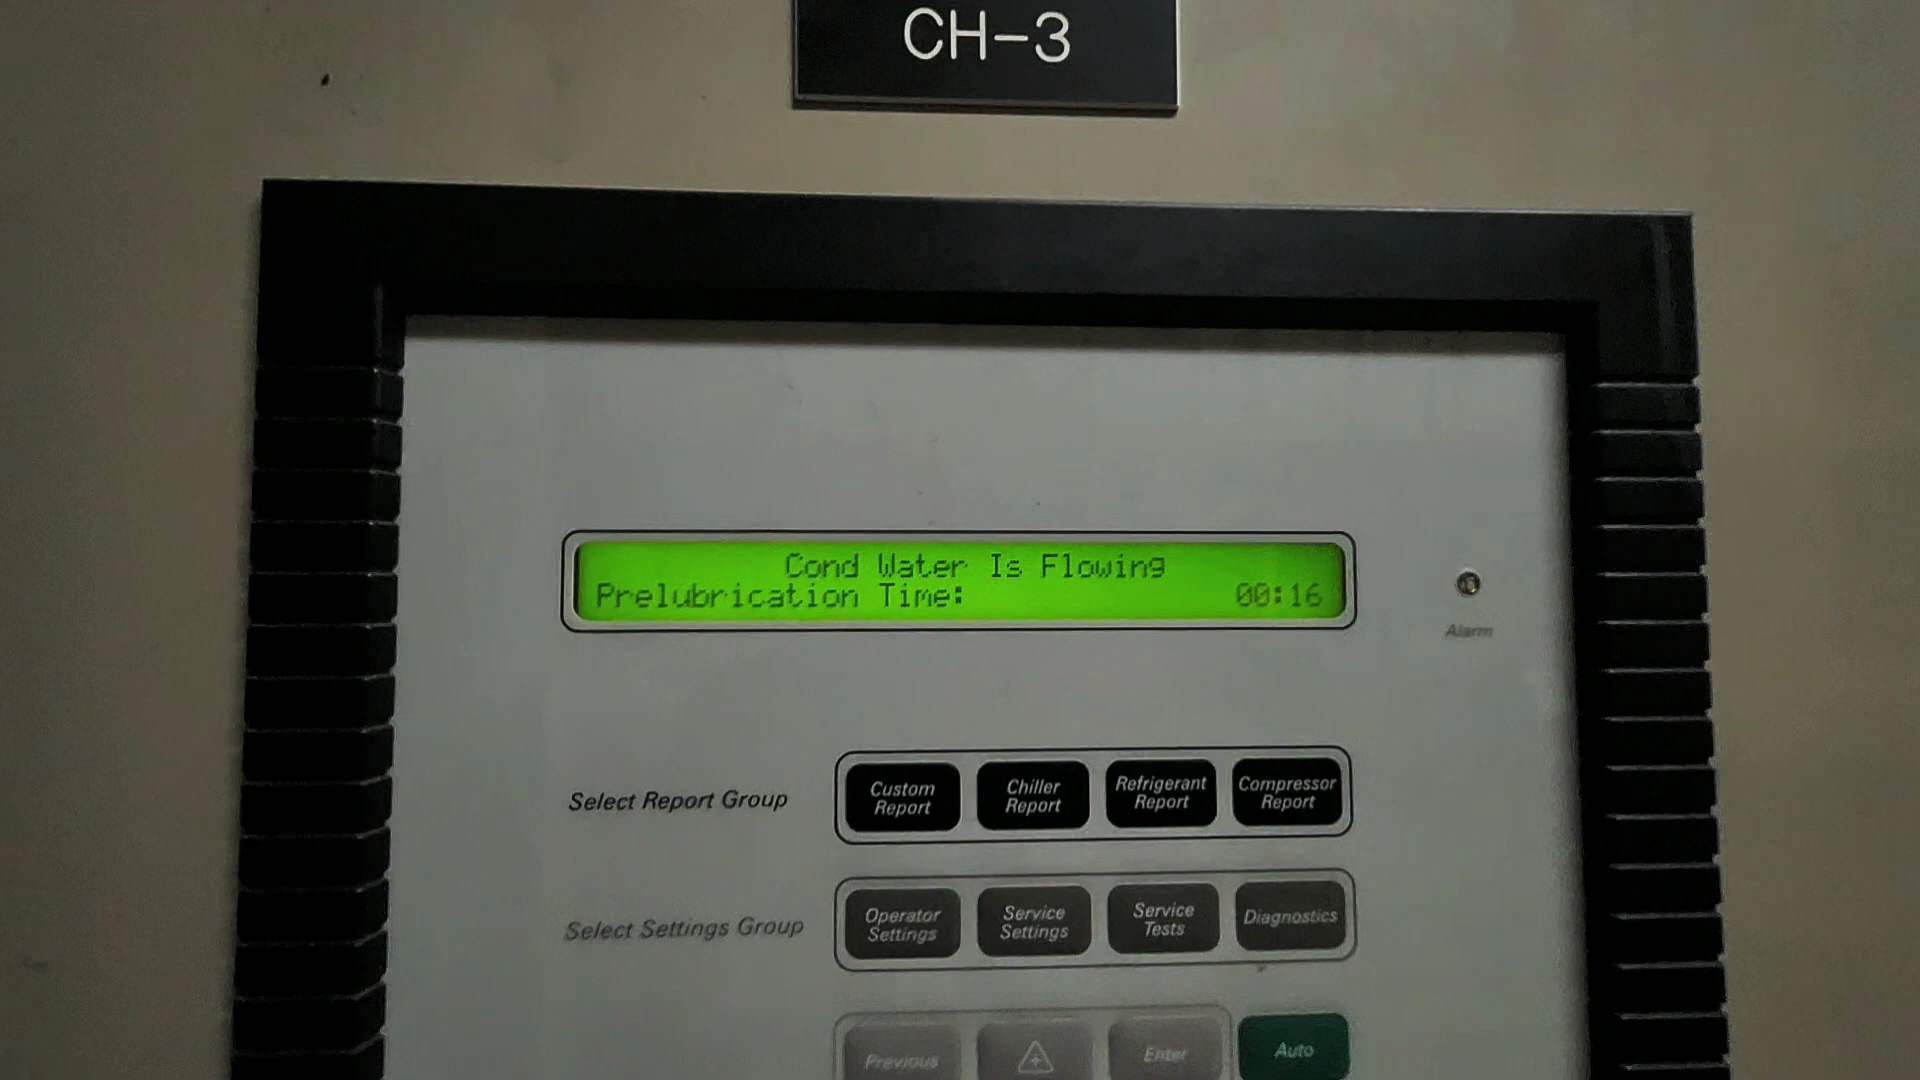 CH-3
Cond Water Is Flowing
Prelubrication Time: 00:16
Alarm
Select Report Group
Custom Report
Chiller Report
Refrigerant Report
Compressor Report
Select Settings Group
Operator Settings
Service Settings
Service Tests
Diagnostics
Previous
+
Enter
Auto